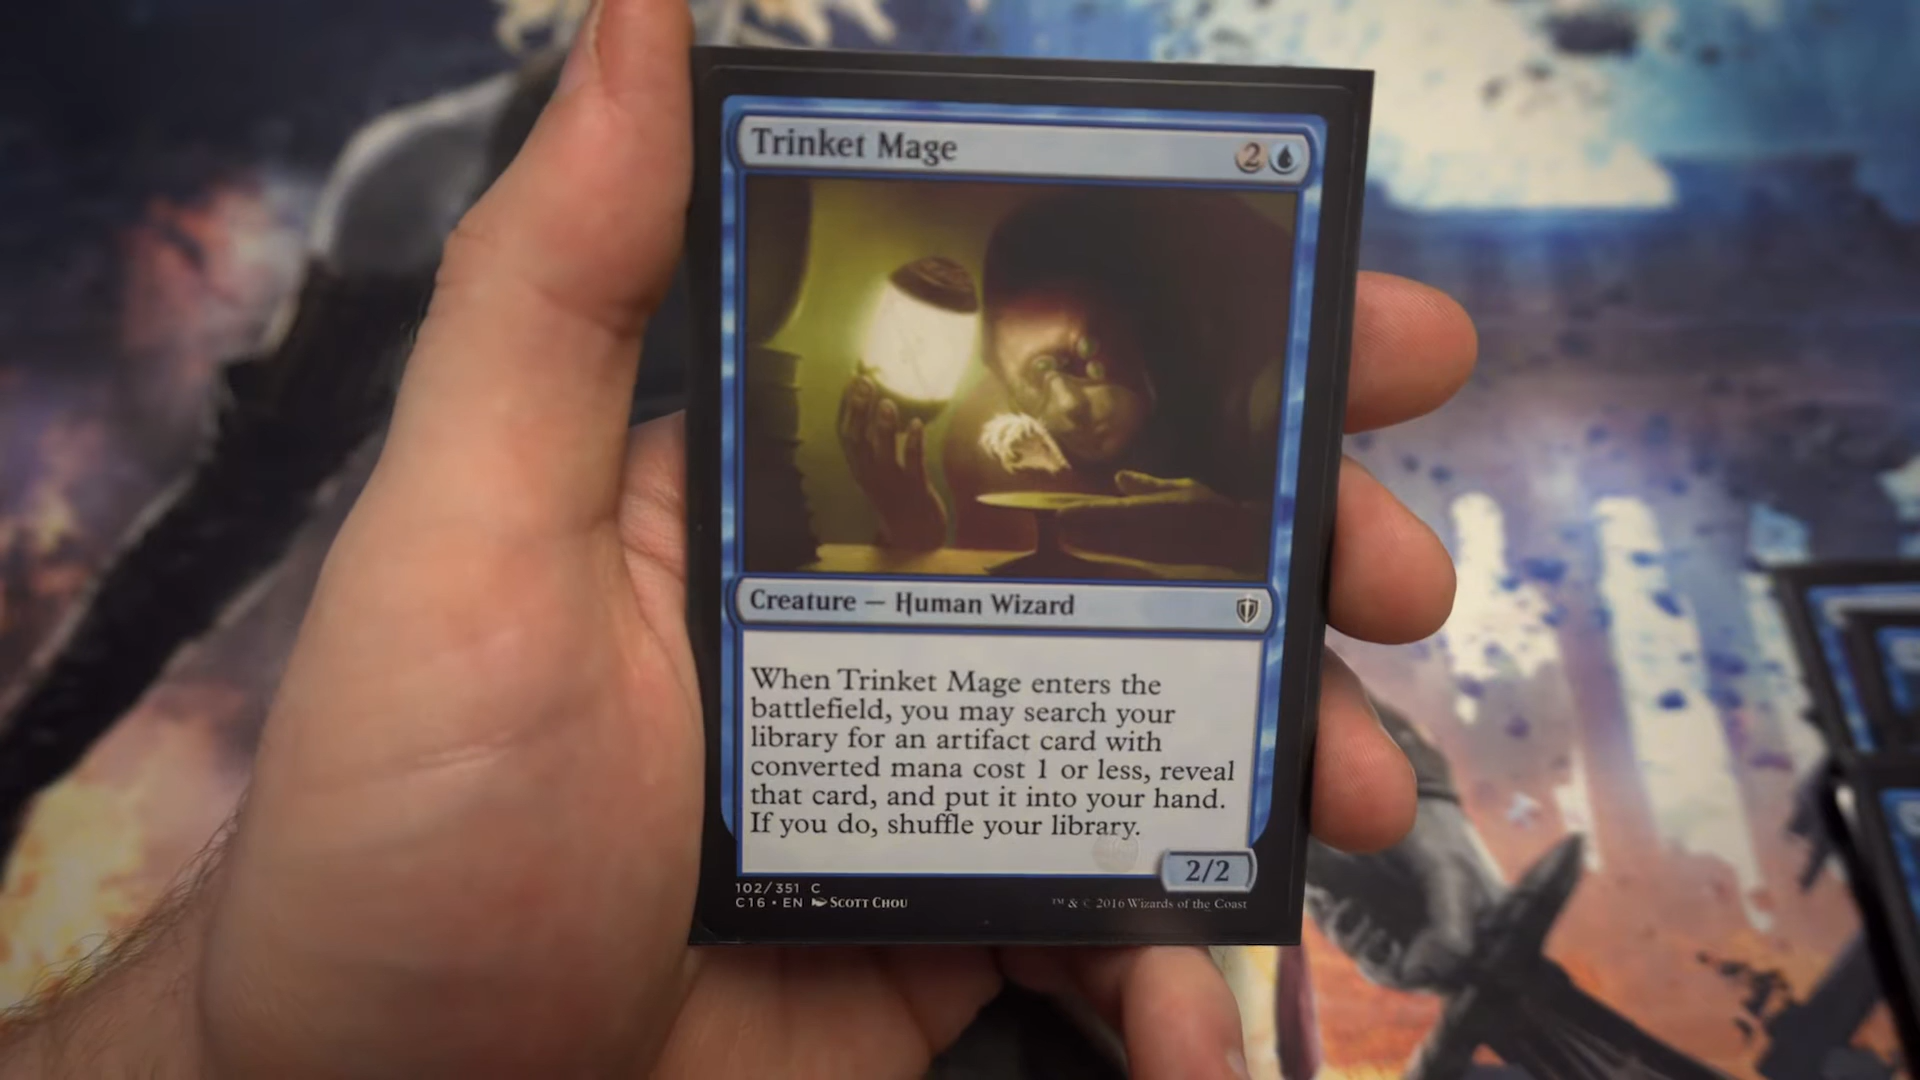 Trinket Mage 2
Creature — Human Wizard
When Trinket Mage enters the
battlefield, you may search your
library for an artifact card with
converted mana cost 1 or less, reveal
that card, and put it into your hand.
If you do, shuffle your library.
2/2
102/351 C
C16 • EN SCOTT CHOU
™ & © 2016 Wizards of the Coast